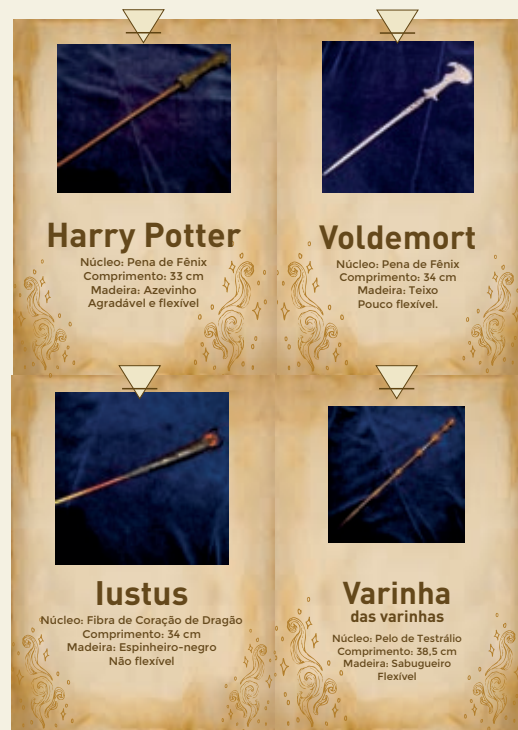 Harry Potter
Núcleo: Pena de Fênix
Comprimento: 33 cm
Madeira: Azevinho
Agradável e flexível
Voldemort
Núcleo: Pena de Fênix
Comprimento: 34 cm
Madeira: Teixo
Pouco flexível.
Iustus
Núcleo: Fibra de Coração de Dragão
Comprimento: 34 cm
Madeira: Espinheiro-negro
Não flexível
Varinha
das varinhas
Núcleo: Pelo de Testrálio
Comprimento: 38,5 cm
Madeira: Sabugueiro
Flexível